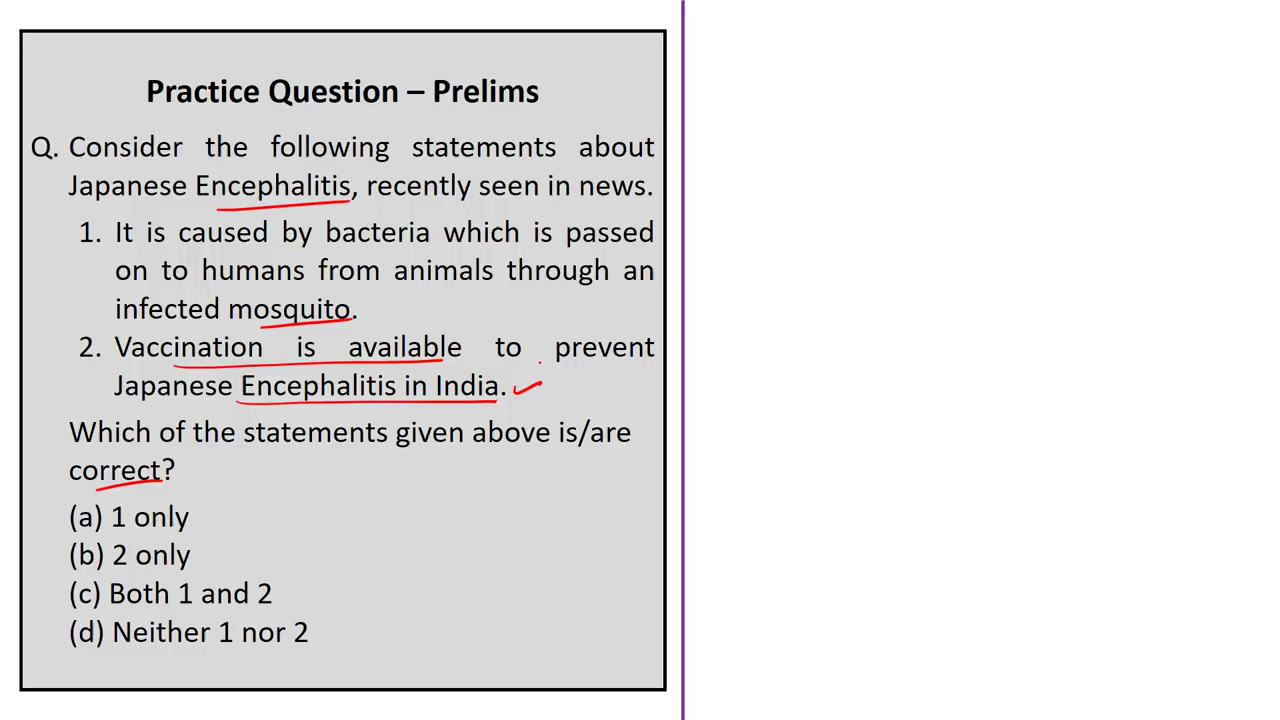 Practice Question – Prelims
Q. Consider the following statements about
Japanese Encephalitis, recently seen in news.
1. It is caused by bacteria which is passed
on to humans from animals through an
infected mosquito.
2. Vaccination is available to prevent
Japanese Encephalitis in India.
Which of the statements given above is/are
correct?
(a) 1 only
(b) 2 only
(c) Both 1 and 2
(d) Neither 1 nor 2